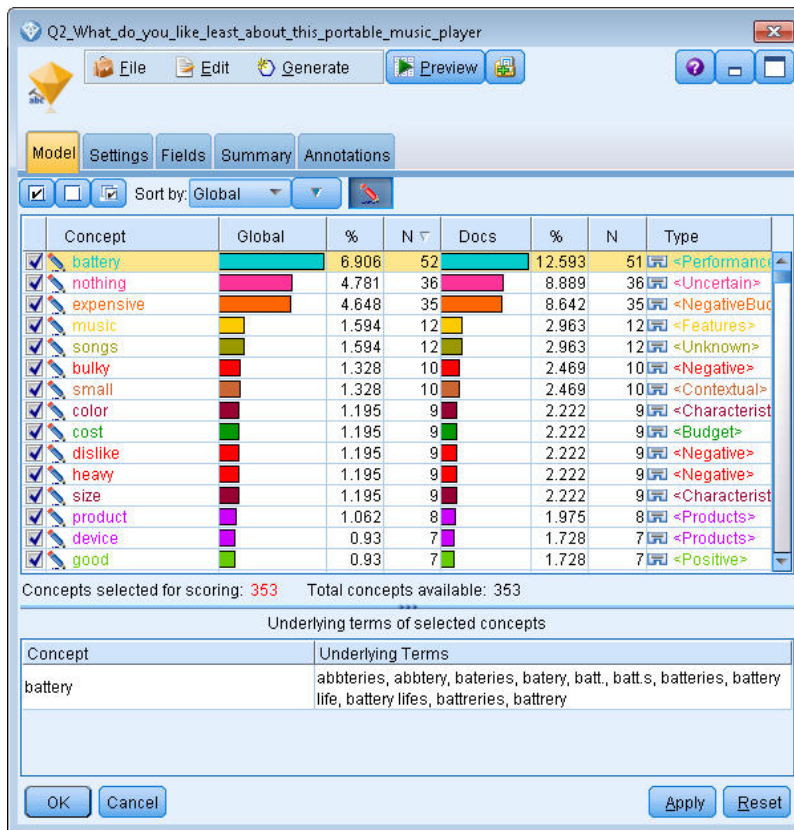 Q2_What_do_you_like_least_about_this_portable_music_player
abc
File Edit Generate Preview
Model Settings Fields Summary Annotations
Sort by: Global
Concept Global % N Docs % N Type
battery 6.906 52 12.593 51 <Performance
nothing 4.781 36 8.889 36 <Uncertain>
expensive 4.648 35 8.642 35 <NegativeBud
music 1.594 12 2.963 12 <Features>
songs 1.594 12 2.963 12 <Unknown>
bulky 1.328 10 2.469 10 <Negative>
small 1.328 10 2.469 10 <Contextual>
color 1.195 9 2.222 9 <Characterist
cost 1.195 9 2.222 9 <Budget>
dislike 1.195 9 2.222 9 <Negative>
heavy 1.195 9 2.222 9 <Negative>
size 1.195 9 2.222 9 <Characterist
product 1.062 8 1.975 8 <Products>
device 0.93 7 1.728 7 <Products>
good 0.93 7 1.728 7 <Positive>
Concepts selected for scoring: 353 Total concepts available: 353
Underlying terms of selected concepts
Concept Underlying Terms
battery abbteries, abbtery, bateries, batery, batt., batt.s, batteries, battery
life, battery lifes, battreries, battrery
OK Cancel Apply Reset